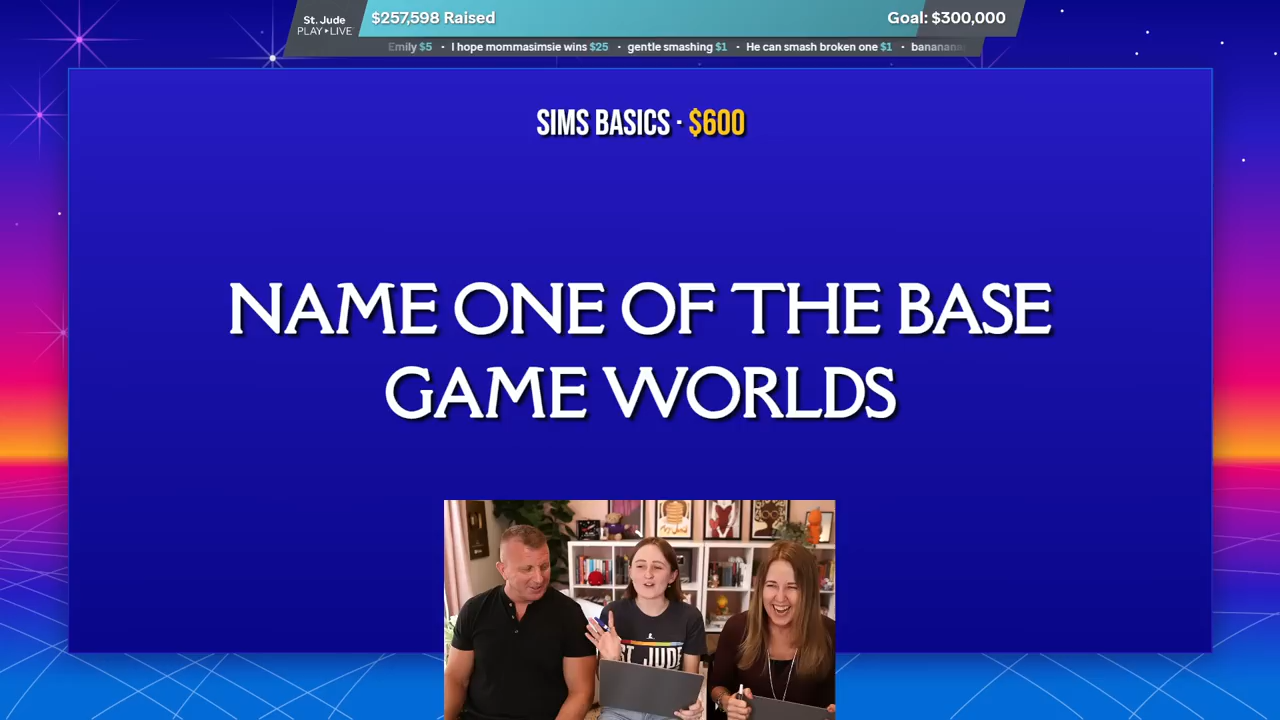 St. Jude
PLAY LIVE
$257,598 Raised
Goal: $300,000
Emily $5 · I hope mommasimsie wins $25 · gentle smashing $1 · He can smash broken one $1 · banana
SIMS BASICS · $600
NAME ONE OF THE BASE
GAME WORLDS
ST. JUDE